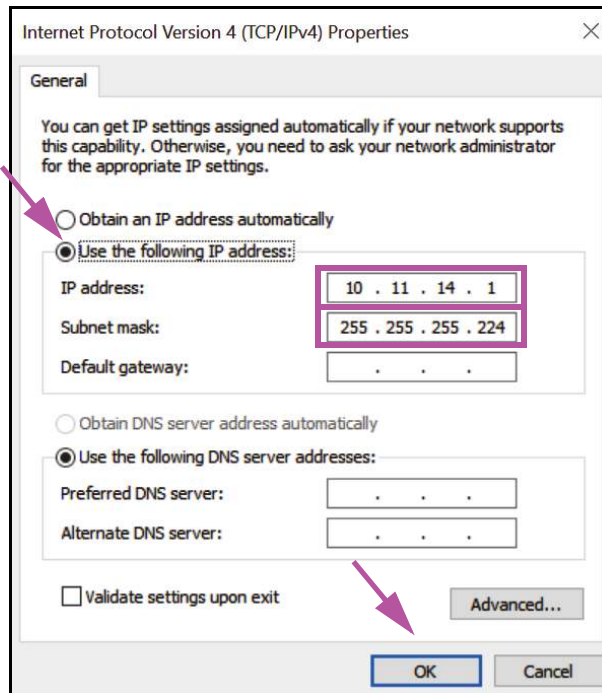 Internet Protocol Version 4 (TCP/IPv4) Properties
General
You can get IP settings assigned automatically if your network supports
this capability. Otherwise, you need to ask your network administrator
for the appropriate IP settings.
Obtain an IP address automatically
Use the following IP address:
IP address: 10 . 11 . 14 . 1
Subnet mask: 255 . 255 . 255 . 224
Default gateway: . . .
Obtain DNS server address automatically
Use the following DNS server addresses:
Preferred DNS server: . . .
Alternate DNS server: . . .
Validate settings upon exit
Advanced...
OK Cancel